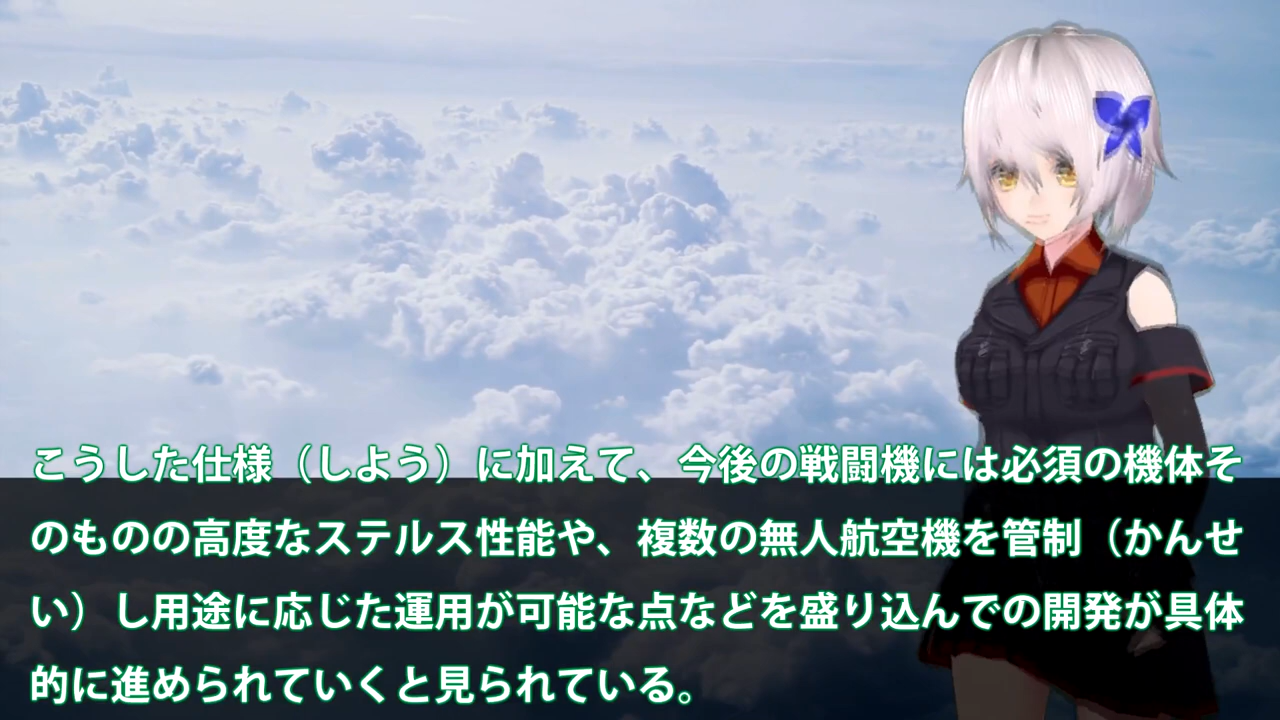 こうした仕様（しよう）に加えて、今後の戦闘機には必須の機体そ
のものの高度なステルス性能や、複数の無人航空機を管制（かんせ
い）し用途に応じた運用が可能な点などを盛り込んでの開発が具体
的に進められていくと見られている。